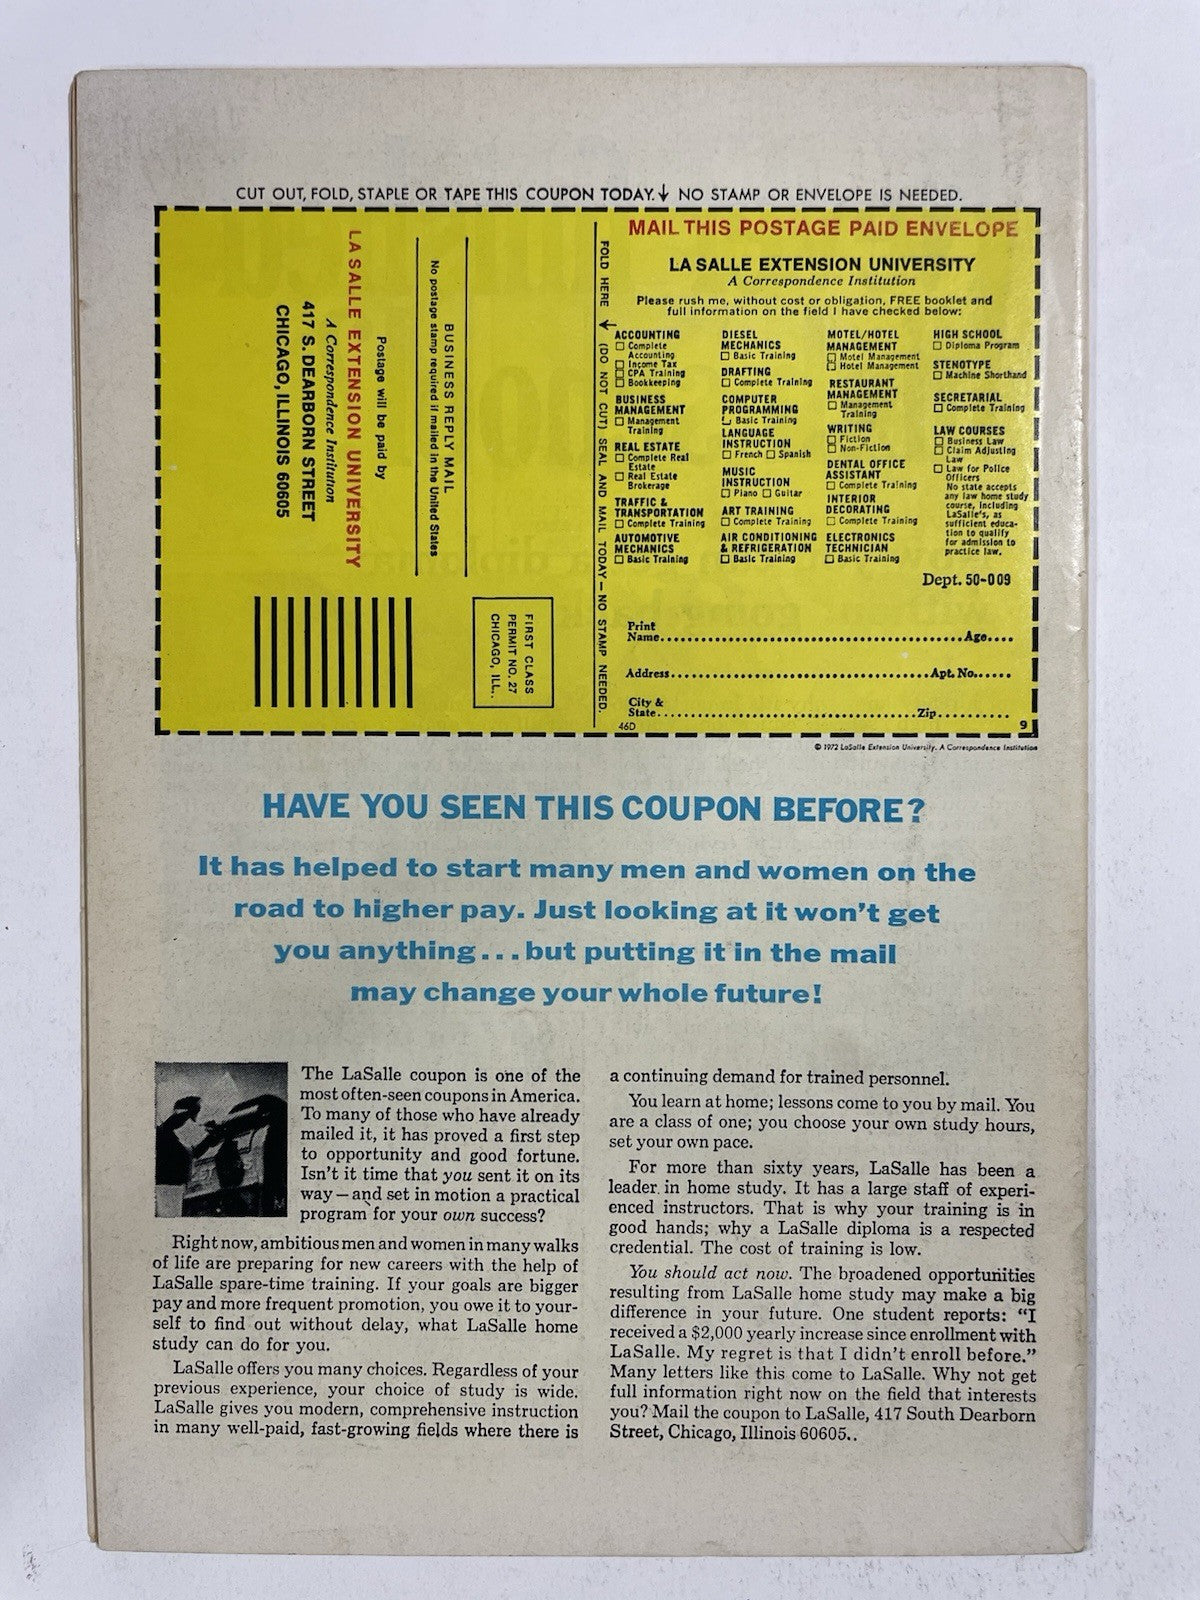 CUT OUT, FOLD, STAPLE OR TAPE THIS COUPON TODAY. ↓ NO STAMP OR ENVELOPE IS NEEDED.
BUSINESS REPLY MAIL
No postage stamp required if mailed in the United States
Postage will be paid by
LA SALLE EXTENSION UNIVERSITY
A Correspondence Institution
417 S. DEARBORN STREET
CHICAGO, ILLINOIS 60605
FIRST CLASS
PERMIT NO. 27
CHICAGO, ILL..
FOLD HERE ↓ (DO NOT CUT) SEAL AND MAIL TODAY — NO STAMP NEEDED.
MAIL THIS POSTAGE PAID ENVELOPE
LA SALLE EXTENSION UNIVERSITY
A Correspondence Institution
Please rush me, without cost or obligation, FREE booklet and
full information on the field I have checked below:
ACCOUNTING
☐ Complete
Accounting
☐ Income Tax
☐ CPA Training
☐ Bookkeeping
BUSINESS
MANAGEMENT
☐ Management
Training
REAL ESTATE
☐ Complete Real
Estate
☐ Real Estate
Brokerage
TRAFFIC &
TRANSPORTATION
☐ Complete Training
AUTOMOTIVE
MECHANICS
☐ Basic Training
DIESEL
MECHANICS
☐ Basic Training
DRAFTING
☐ Complete Training
COMPUTER
PROGRAMMING
☐ Basic Training
LANGUAGE
INSTRUCTION
☐ French ☐ Spanish
MUSIC
INSTRUCTION
☐ Piano ☐ Guitar
ART TRAINING
☐ Complete Training
AIR CONDITIONING
& REFRIGERATION
☐ Basic Training
MOTEL/HOTEL
MANAGEMENT
☐ Motel Management
☐ Hotel Management
RESTAURANT
MANAGEMENT
☐ Management
Training
WRITING
☐ Fiction
☐ Non-Fiction
DENTAL OFFICE
ASSISTANT
☐ Complete Training
INTERIOR
DECORATING
☐ Complete Training
ELECTRONICS
TECHNICIAN
☐ Basic Training
HIGH SCHOOL
☐ Diploma Program
STENOTYPE
☐ Machine Shorthand
SECRETARIAL
☐ Complete Training
LAW COURSES
☐ Business Law
☐ Claim Adjusting
Law
☐ Law for Police
Officers
No state accepts
any law home study
course, including
LaSalle's, as
sufficient educa-
tion to qualify
for admission to
practice law.
Dept. 50-009
Print
Name.......Age....
Address.......Apt. No......
City &
State.......Zip..........
46D
9
© 1972 LaSalle Extension University. A Correspondence Institution
HAVE YOU SEEN THIS COUPON BEFORE?
It has helped to start many men and women on the
road to higher pay. Just looking at it won't get
you anything...but putting it in the mail
may change your whole future!
The LaSalle coupon is one of the
most often-seen coupons in America.
To many of those who have already
mailed it, it has proved a first step
to opportunity and good fortune.
Isn't it time that you sent it on its
way—and set in motion a practical
program for your own success?
Right now, ambitious men and women in many walks
of life are preparing for new careers with the help of
LaSalle spare-time training. If your goals are bigger
pay and more frequent promotion, you owe it to your-
self to find out without delay, what LaSalle home
study can do for you.
LaSalle offers you many choices. Regardless of your
previous experience, your choice of study is wide.
LaSalle gives you modern, comprehensive instruction
in many well-paid, fast-growing fields where there is
a continuing demand for trained personnel.
You learn at home; lessons come to you by mail. You
are a class of one; you choose your own study hours,
set your own pace.
For more than sixty years, LaSalle has been a
leader in home study. It has a large staff of experi-
enced instructors. That is why your training is in
good hands; why a LaSalle diploma is a respected
credential. The cost of training is low.
You should act now. The broadened opportunities
resulting from LaSalle home study may make a big
difference in your future. One student reports: "I
received a $2,000 yearly increase since enrollment with
LaSalle. My regret is that I didn't enroll before."
Many letters like this come to LaSalle. Why not get
full information right now on the field that interests
you? Mail the coupon to LaSalle, 417 South Dearborn
Street, Chicago, Illinois 60605..